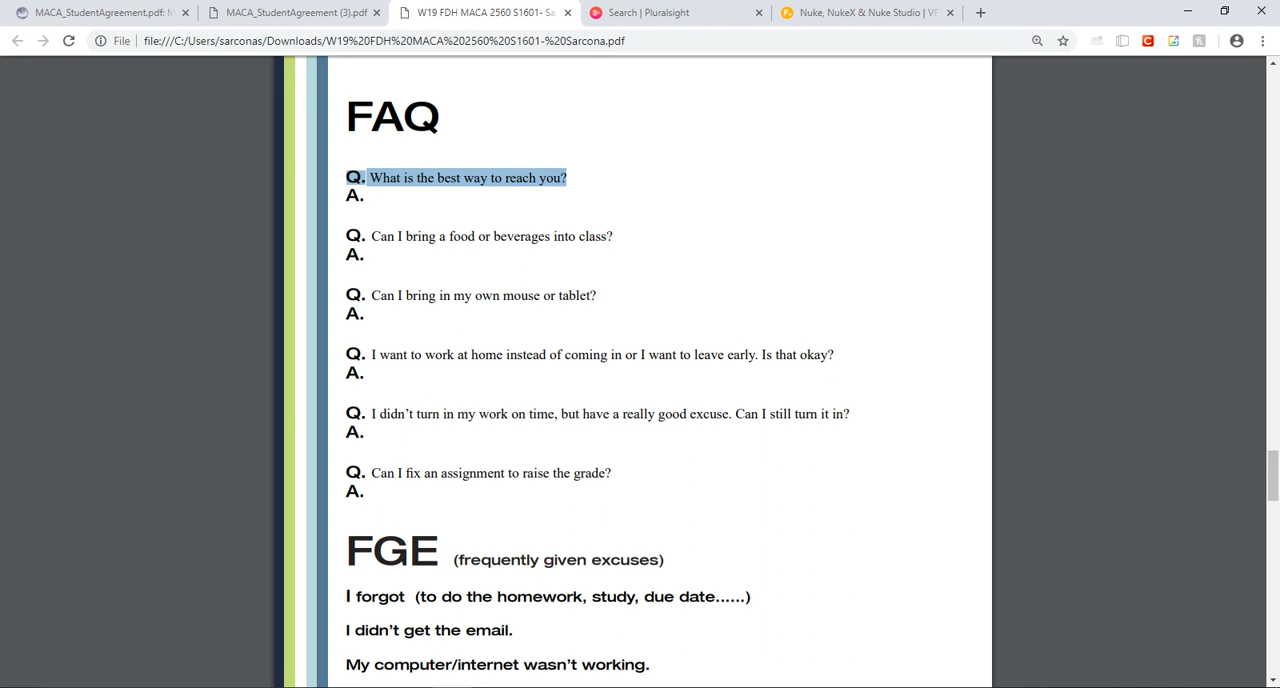 MACA_StudentAgreement.pdf: M
MACA_StudentAgreement (3).pdf
W19 FDH MACA 2560 S1601- Sa
Search | Pluralsight
Nuke, NukeX & Nuke Studio | VF
File | file:///C:/Users/sarconas/Downloads/W19%20FDH%20MACA%202560%20S1601-%20Sarcona.pdf
FAQ
Q. What is the best way to reach you?
A.
Q. Can I bring a food or beverages into class?
A.
Q. Can I bring in my own mouse or tablet?
A.
Q. I want to work at home instead of coming in or I want to leave early. Is that okay?
A.
Q. I didn’t turn in my work on time, but have a really good excuse. Can I still turn it in?
A.
Q. Can I fix an assignment to raise the grade?
A.
FGE (frequently given excuses)
I forgot (to do the homework, study, due date......)
I didn’t get the email.
My computer/internet wasn’t working.